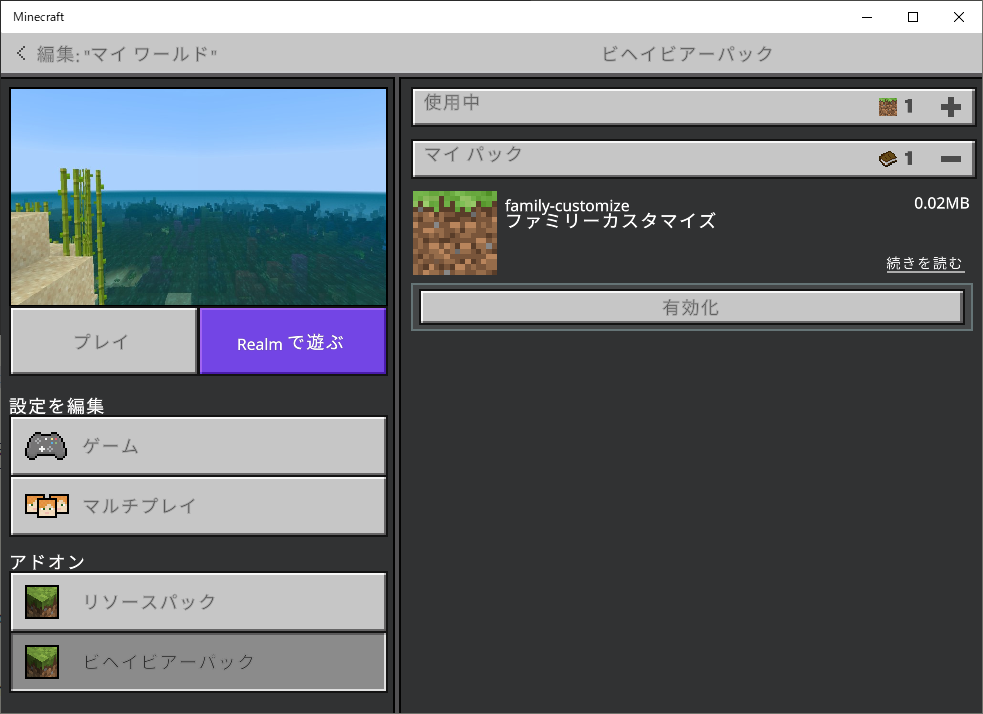 Minecraft
編集: "マイ ワールド"
ビヘイビアーパック
プレイ
Realm で遊ぶ
設定を編集
ゲーム
マルチプレイ
アドオン
リソースパック
ビヘイビアーパック
使用中 1
マイ パック 1
family-customize 0.02MB
ファミリーカスタマイズ
続きを読む
有効化